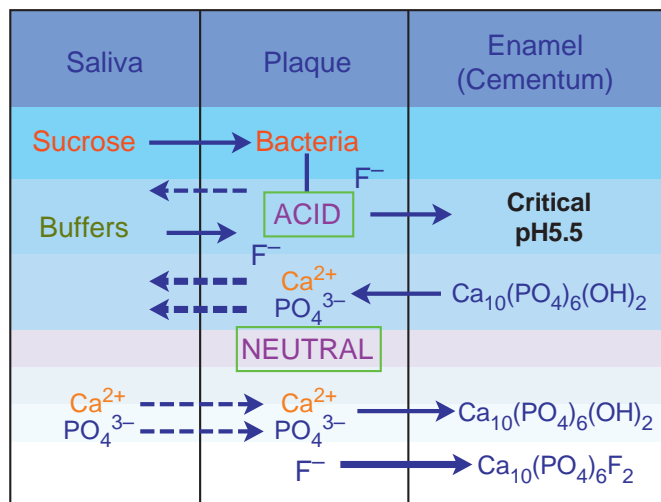 Saliva
Plaque
Enamel
(Cementum)
Sucrose
Bacteria
F⁻
ACID
Critical
pH5.5
Buffers
F⁻
Ca²⁺
PO₄³⁻
Ca₁₀(PO₄)₆(OH)₂
NEUTRAL
Ca²⁺
Ca²⁺
PO₄³⁻
PO₄³⁻
Ca₁₀(PO₄)₆(OH)₂
F⁻
Ca₁₀(PO₄)₆F₂